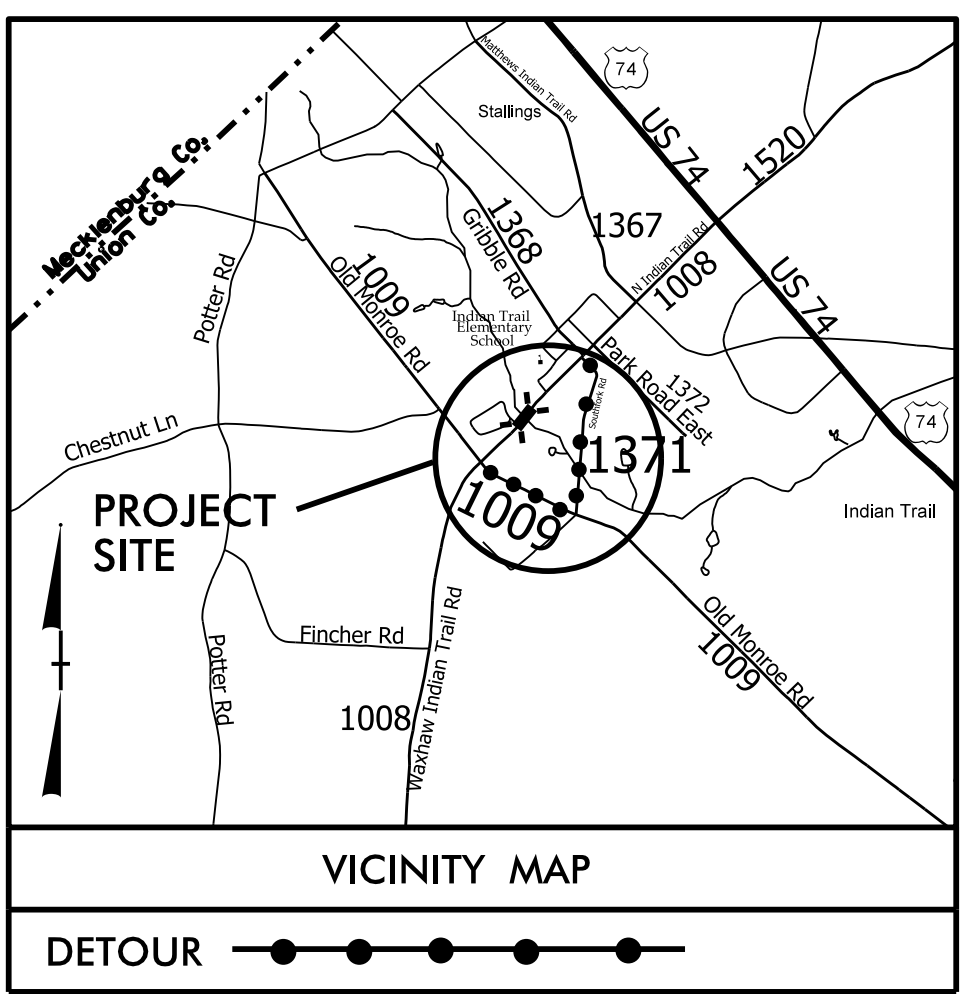 Matthews Indian Trail Rd
74
Stallings
US 74
1520
Mecklenburg Co.
Union Co.
1368
Gribble Rd
1367
N Indian Trail Rd
1008
Potter Rd
1009
Old Monroe Rd
US 74
Indian Trail
Elementary
School
Park Road East
1372
Southfork Rd
74
Chestnut Ln
1371
PROJECT
SITE
1009
Indian Trail
Fincher Rd
Potter Rd
Waxhaw Indian Trail Rd
1008
Old Monroe Rd
1009
VICINITY MAP
DETOUR